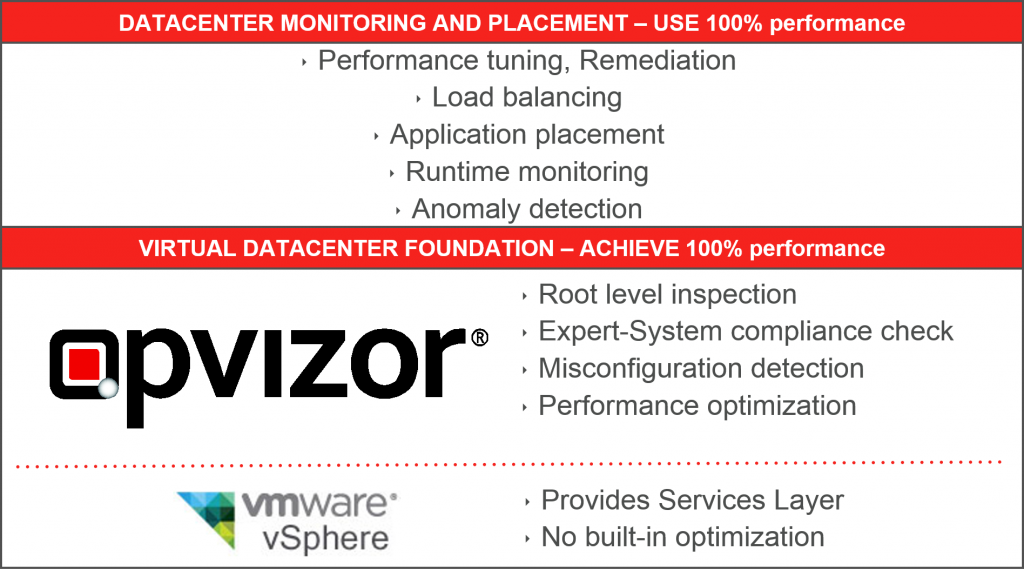 DATACENTER MONITORING AND PLACEMENT – USE 100% performance
‣ Performance tuning, Remediation
‣ Load balancing
‣ Application placement
‣ Runtime monitoring
‣ Anomaly detection
VIRTUAL DATACENTER FOUNDATION – ACHIEVE 100% performance
opvizor®
‣ Root level inspection
‣ Expert-System compliance check
‣ Misconfiguration detection
‣ Performance optimization
vmware®
vSphere
‣ Provides Services Layer
‣ No built-in optimization